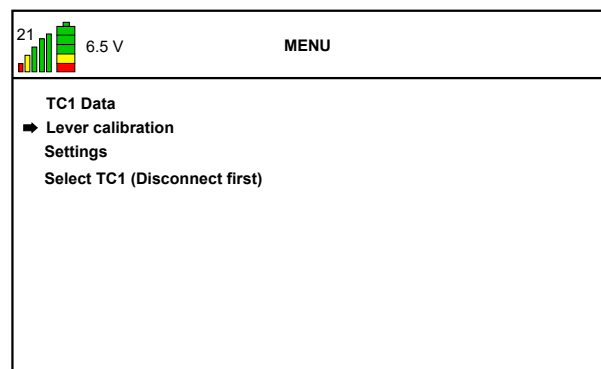 21
6.5 V
MENU
TC1 Data
Lever calibration
Settings
Select TC1 (Disconnect first)